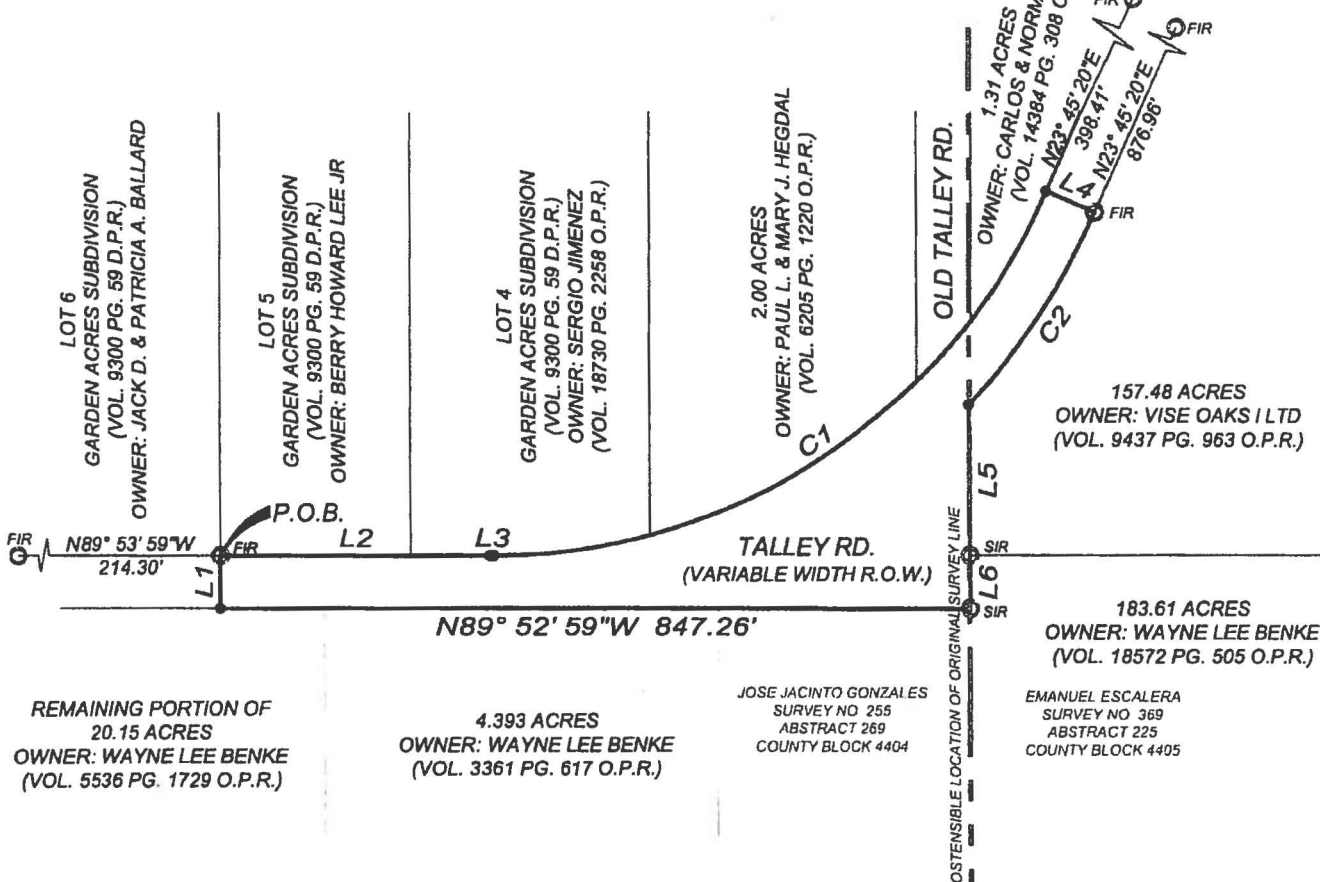 FIR
FIR
1.31 ACRES
OWNER: CARLOS & NORM
(VOL. 14384 PG. 308 O
N23° 45' 20"E
398.41'
N23° 45' 20"E
876.96'
L4
FIR
LOT 6
GARDEN ACRES SUBDIVISION
(VOL. 9300 PG. 59 D.P.R.)
OWNER: JACK D. & PATRICIA A. BALLARD
LOT 5
GARDEN ACRES SUBDIVISION
(VOL. 9300 PG. 59 D.P.R.)
OWNER: BERRY HOWARD LEE JR
LOT 4
GARDEN ACRES SUBDIVISION
(VOL. 9300 PG. 59 D.P.R.)
OWNER: SERGIO JIMENEZ
(VOL. 18730 PG. 2258 O.P.R.)
2.00 ACRES
OWNER: PAUL L. & MARY J. HEGDAL
(VOL. 6205 PG. 1220 O.P.R.)
OLD TALLEY RD.
C2
C1
157.48 ACRES
OWNER: VISE OAKS I LTD
(VOL. 9437 PG. 963 O.P.R.)
L5
P.O.B.
FIR
N89° 53' 59"W
214.30'
FIR
L2
L3
L1
TALLEY RD.
(VARIABLE WIDTH R.O.W.)
SIR
L6
SIR
N89° 52' 59"W 847.26'
183.61 ACRES
OWNER: WAYNE LEE BENKE
(VOL. 18572 PG. 505 O.P.R.)
OSTENSIBLE LOCATION OF ORIGINAL SURVEY LINE
REMAINING PORTION OF
20.15 ACRES
OWNER: WAYNE LEE BENKE
(VOL. 5536 PG. 1729 O.P.R.)
4.393 ACRES
OWNER: WAYNE LEE BENKE
(VOL. 3361 PG. 617 O.P.R.)
JOSE JACINTO GONZALES
SURVEY NO 255
ABSTRACT 269
COUNTY BLOCK 4404
EMANUEL ESCALERA
SURVEY NO 369
ABSTRACT 225
COUNTY BLOCK 4405